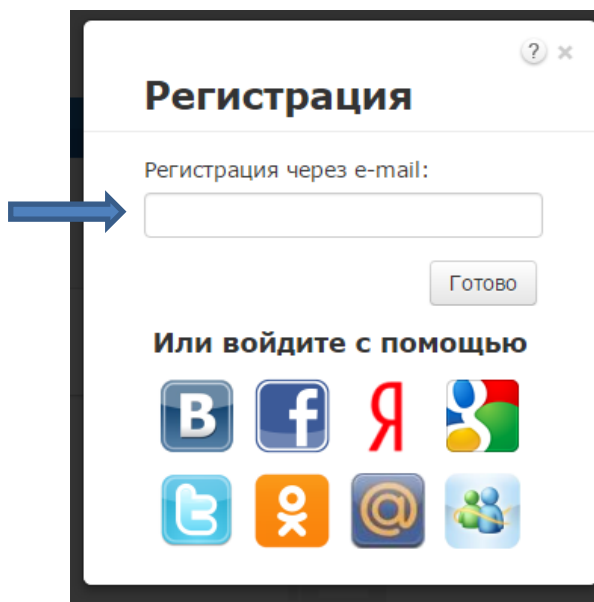 ?
×
Регистрация
Регистрация через e-mail:
Готово
Или войдите с помощью
В f Я g
t @